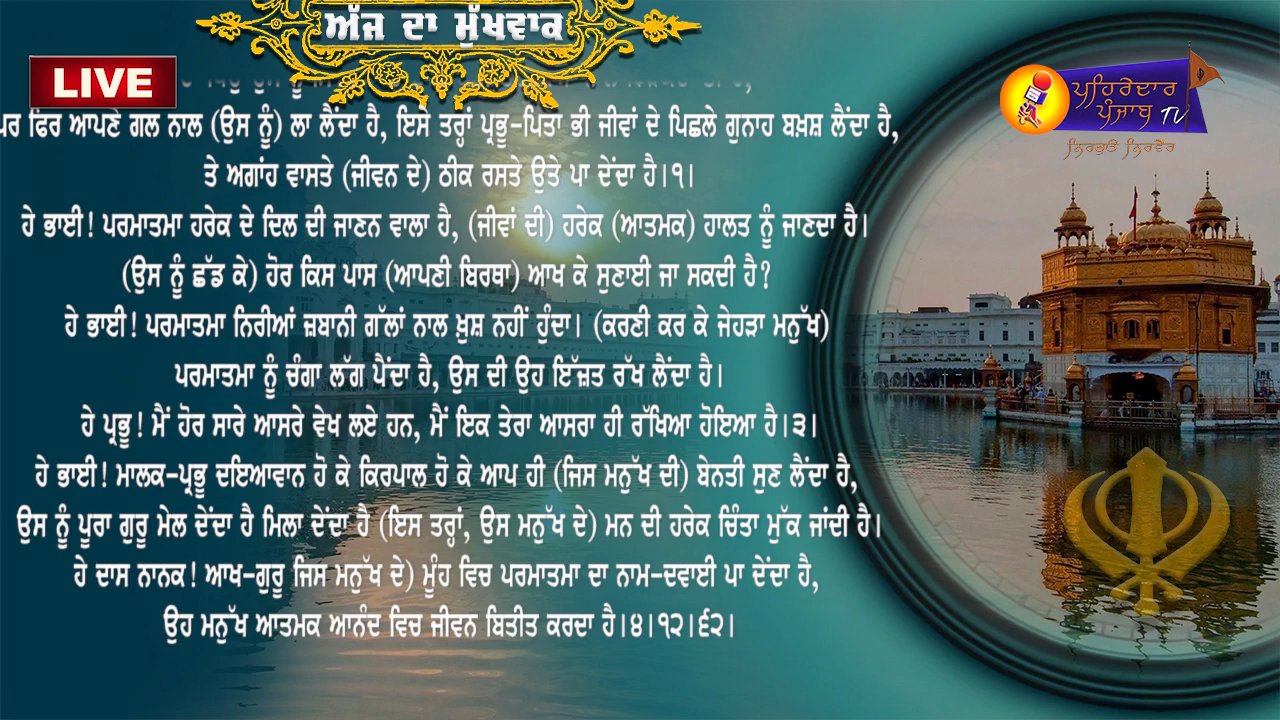 ਅੱਜ ਦਾ ਮੁੱਖਵਾਕ
LIVE
ਪਹਿਰੇਦਾਰ
ਪੰਜਾਬ TV
ਨਿਰਭਉ ਨਿਰਵੈਰ
ਪਰ ਫਿਰ ਆਪਣੇ ਗਲ ਨਾਲ (ਉਸ ਨੂੰ) ਲਾ ਲੈਂਦਾ ਹੈ, ਇਸੇ ਤਰ੍ਹਾਂ ਪ੍ਰਭੂ-ਪਿਤਾ ਭੀ ਜੀਵਾਂ ਦੇ ਪਿਛਲੇ ਗੁਨਾਹ ਬਖ਼ਸ਼ ਲੈਂਦਾ ਹੈ,
ਤੇ ਅਗਾਂਹ ਵਾਸਤੇ (ਜੀਵਨ ਦੇ) ਠੀਕ ਰਸਤੇ ਉਤੇ ਪਾ ਦੇਂਦਾ ਹੈ।੧।
ਹੇ ਭਾਈ! ਪਰਮਾਤਮਾ ਹਰੇਕ ਦੇ ਦਿਲ ਦੀ ਜਾਣਨ ਵਾਲਾ ਹੈ, (ਜੀਵਾਂ ਦੀ) ਹਰੇਕ (ਆਤਮਕ) ਹਾਲਤ ਨੂੰ ਜਾਣਦਾ ਹੈ।
(ਉਸ ਨੂੰ ਛੱਡ ਕੇ) ਹੋਰ ਕਿਸ ਪਾਸ (ਆਪਣੀ ਬਿਰਥਾ) ਆਖ ਕੇ ਸੁਣਾਈ ਜਾ ਸਕਦੀ ਹੈ?
ਹੇ ਭਾਈ! ਪਰਮਾਤਮਾ ਨਿਰੀਆਂ ਜ਼ਬਾਨੀ ਗੱਲਾਂ ਨਾਲ ਖ਼ੁਸ਼ ਨਹੀਂ ਹੁੰਦਾ। (ਕਰਣੀ ਕਰ ਕੇ ਜੇਹੜਾ ਮਨੁੱਖ)
ਪਰਮਾਤਮਾ ਨੂੰ ਚੰਗਾ ਲੱਗ ਪੈਂਦਾ ਹੈ, ਉਸ ਦੀ ਉਹ ਇੱਜ਼ਤ ਰੱਖ ਲੈਂਦਾ ਹੈ।
ਹੇ ਪ੍ਰਭੂ! ਮੈਂ ਹੋਰ ਸਾਰੇ ਆਸਰੇ ਵੇਖ ਲਏ ਹਨ, ਮੈਂ ਇਕ ਤੇਰਾ ਆਸਰਾ ਹੀ ਰੱਖਿਆ ਹੋਇਆ ਹੈ।੩।
ਹੇ ਭਾਈ! ਮਾਲਕ-ਪ੍ਰਭੂ ਦਇਆਵਾਨ ਹੋ ਕੇ ਕਿਰਪਾਲ ਹੋ ਕੇ ਆਪ ਹੀ (ਜਿਸ ਮਨੁੱਖ ਦੀ) ਬੇਨਤੀ ਸੁਣ ਲੈਂਦਾ ਹੈ,
ਉਸ ਨੂੰ ਪੂਰਾ ਗੁਰੂ ਮੇਲ ਦੇਂਦਾ ਹੈ ਮਿਲਾ ਦੇਂਦਾ ਹੈ (ਇਸ ਤਰ੍ਹਾਂ, ਉਸ ਮਨੁੱਖ ਦੇ) ਮਨ ਦੀ ਹਰੇਕ ਚਿੰਤਾ ਮੁੱਕ ਜਾਂਦੀ ਹੈ।
ਹੇ ਦਾਸ ਨਾਨਕ! ਆਖ-ਗੁਰੂ ਜਿਸ ਮਨੁੱਖ ਦੇ) ਮੂੰਹ ਵਿਚ ਪਰਮਾਤਮਾ ਦਾ ਨਾਮ-ਦਵਾਈ ਪਾ ਦੇਂਦਾ ਹੈ,
ਉਹ ਮਨੁੱਖ ਆਤਮਕ ਆਨੰਦ ਵਿਚ ਜੀਵਨ ਬਿਤੀਤ ਕਰਦਾ ਹੈ।੪।੧੨।੬੨।